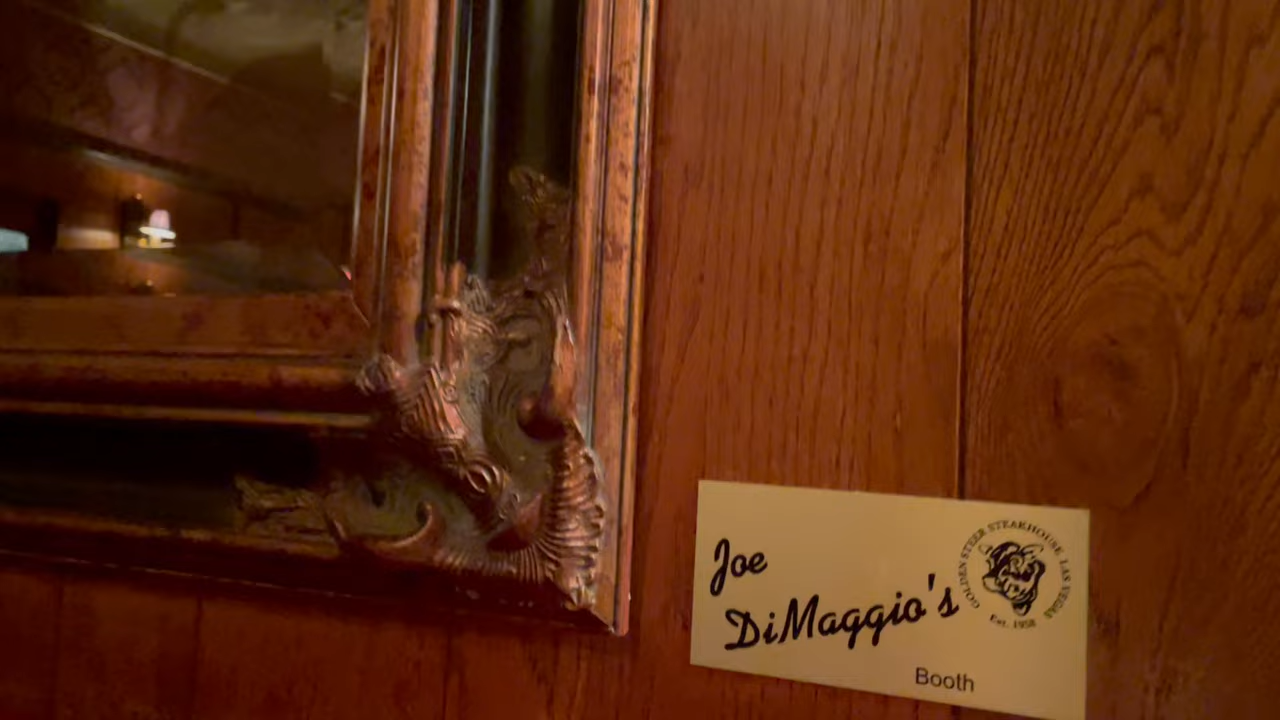 Joe
DiMaggio's
GOLDEN STEER STEAKHOUSE LAS VEGAS
Est. 1958
Booth